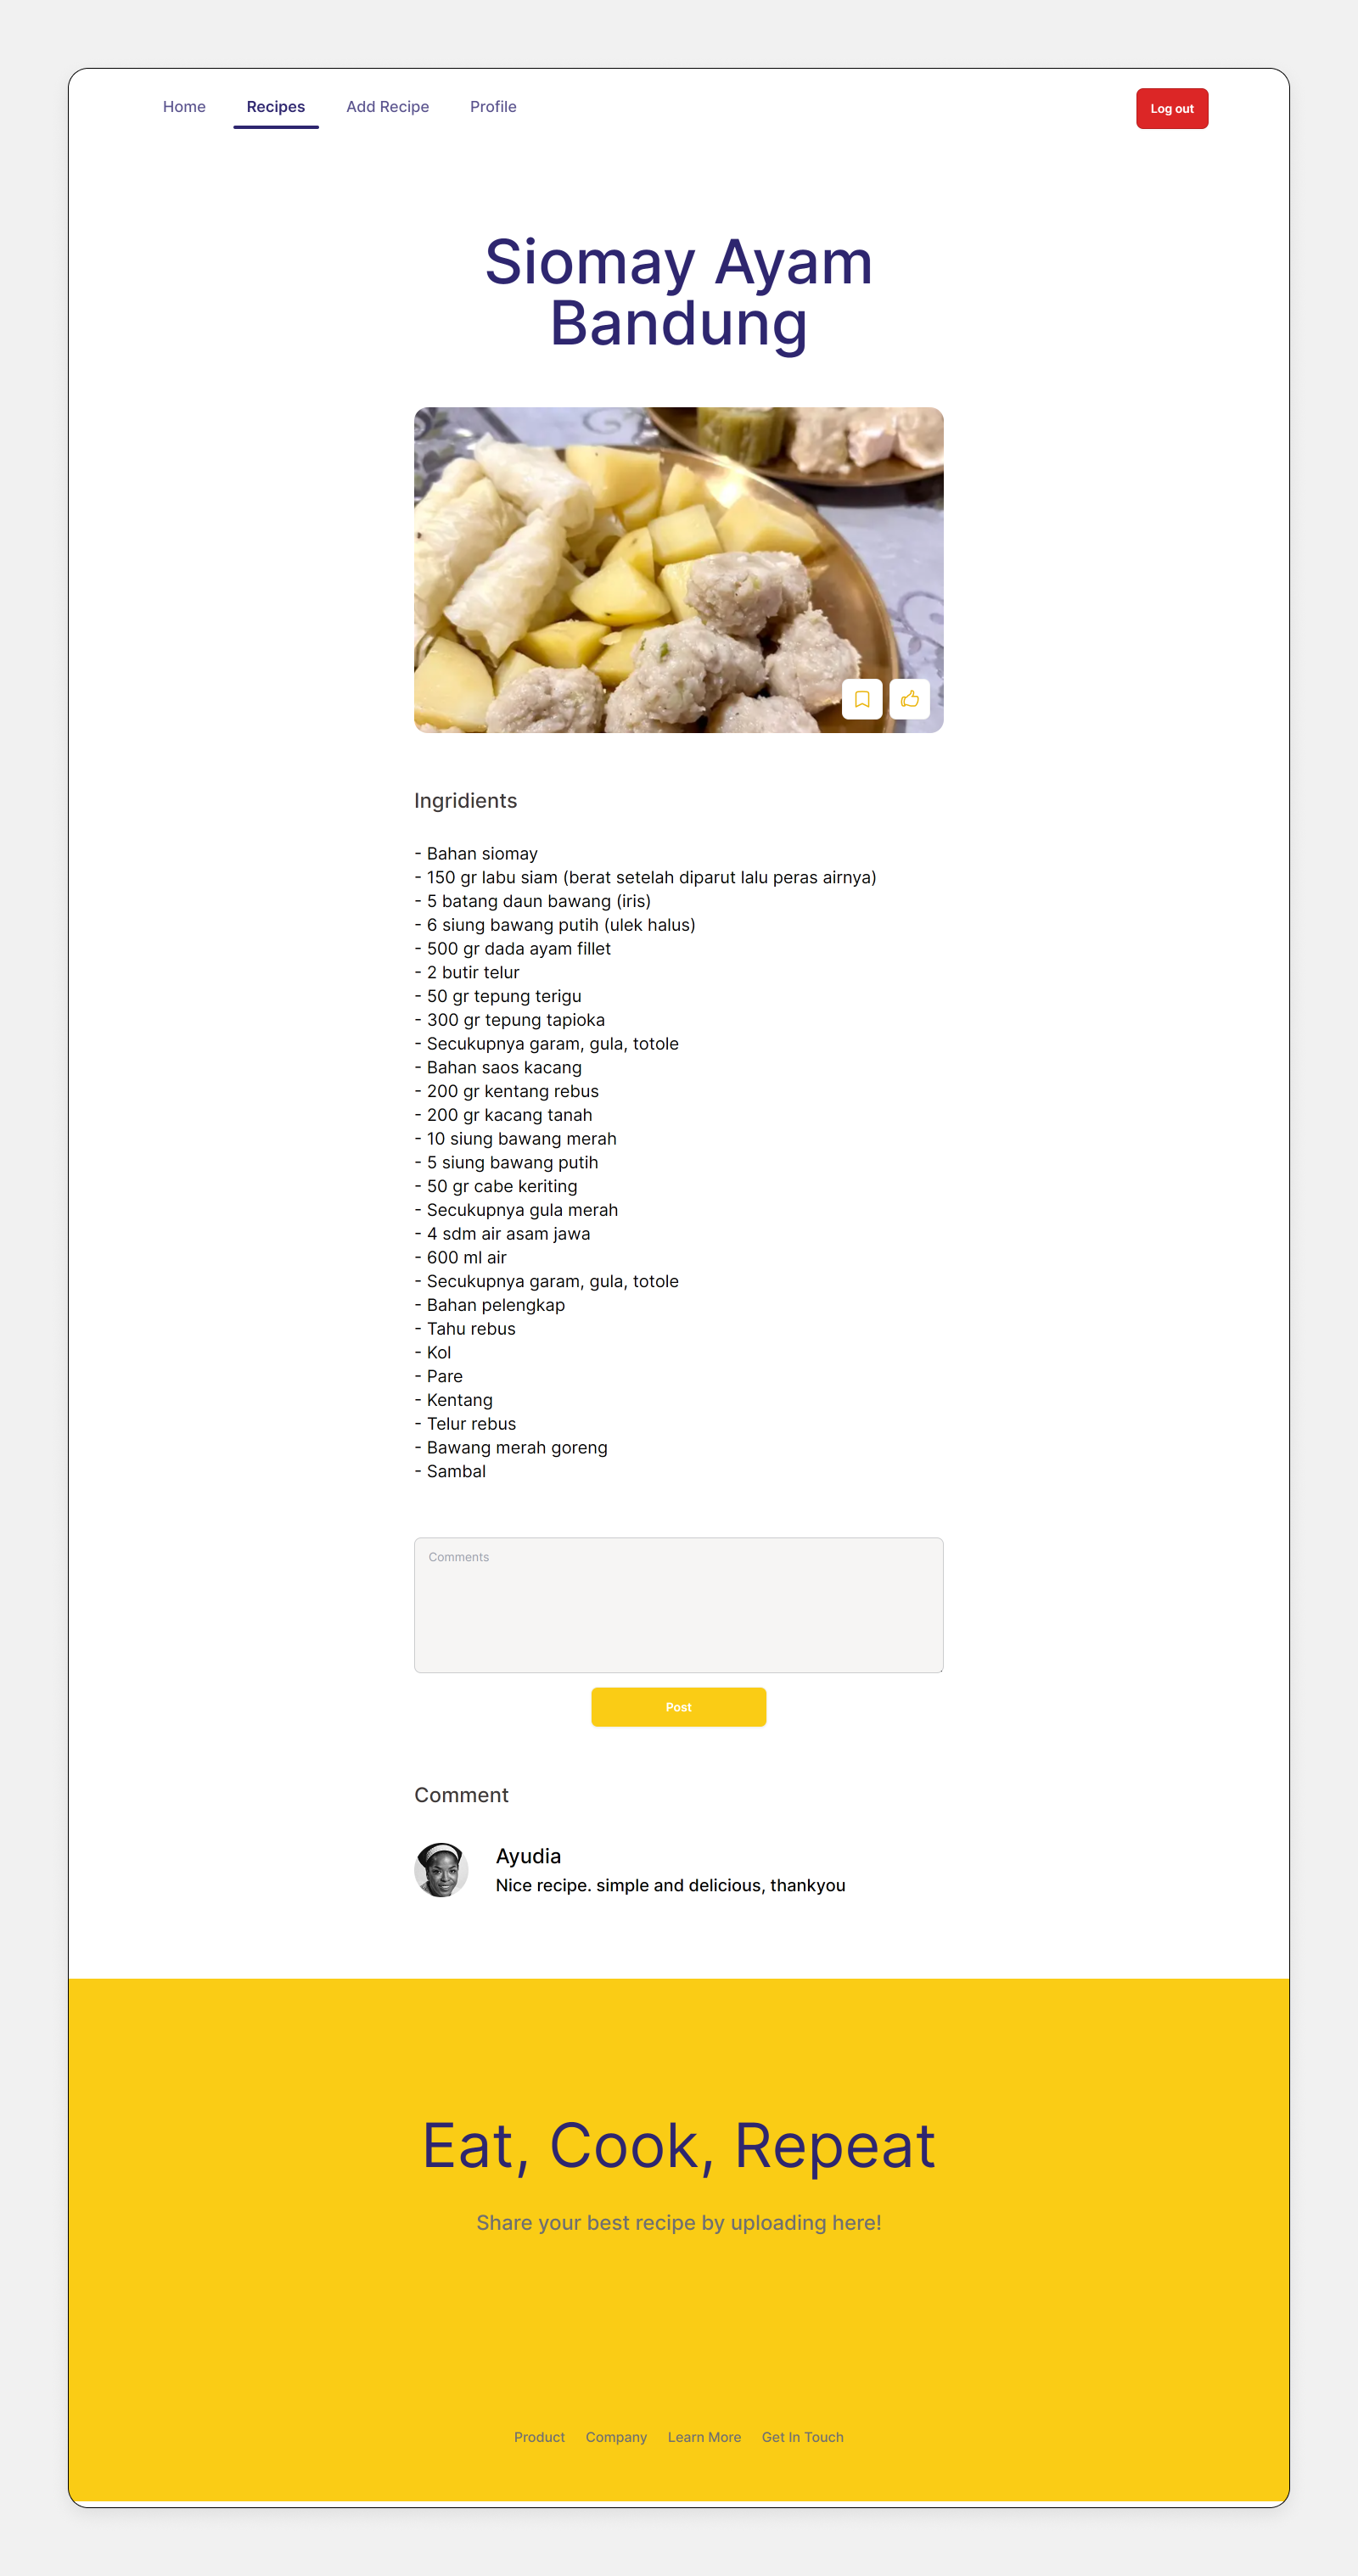 Home Recipes Add Recipe Profile Log out
Siomay Ayam
Bandung
Ingridients
- Bahan siomay
- 150 gr labu siam (berat setelah diparut lalu peras airnya)
- 5 batang daun bawang (iris)
- 6 siung bawang putih (ulek halus)
- 500 gr dada ayam fillet
- 2 butir telur
- 50 gr tepung terigu
- 300 gr tepung tapioka
- Secukupnya garam, gula, totole
- Bahan saos kacang
- 200 gr kentang rebus
- 200 gr kacang tanah
- 10 siung bawang merah
- 5 siung bawang putih
- 50 gr cabe keriting
- Secukupnya gula merah
- 4 sdm air asam jawa
- 600 ml air
- Secukupnya garam, gula, totole
- Bahan pelengkap
- Tahu rebus
- Kol
- Pare
- Kentang
- Telur rebus
- Bawang merah goreng
- Sambal
Comments
Post
Comment
Ayudia
Nice recipe. simple and delicious, thankyou
Eat, Cook, Repeat
Share your best recipe by uploading here!
Product Company Learn More Get In Touch